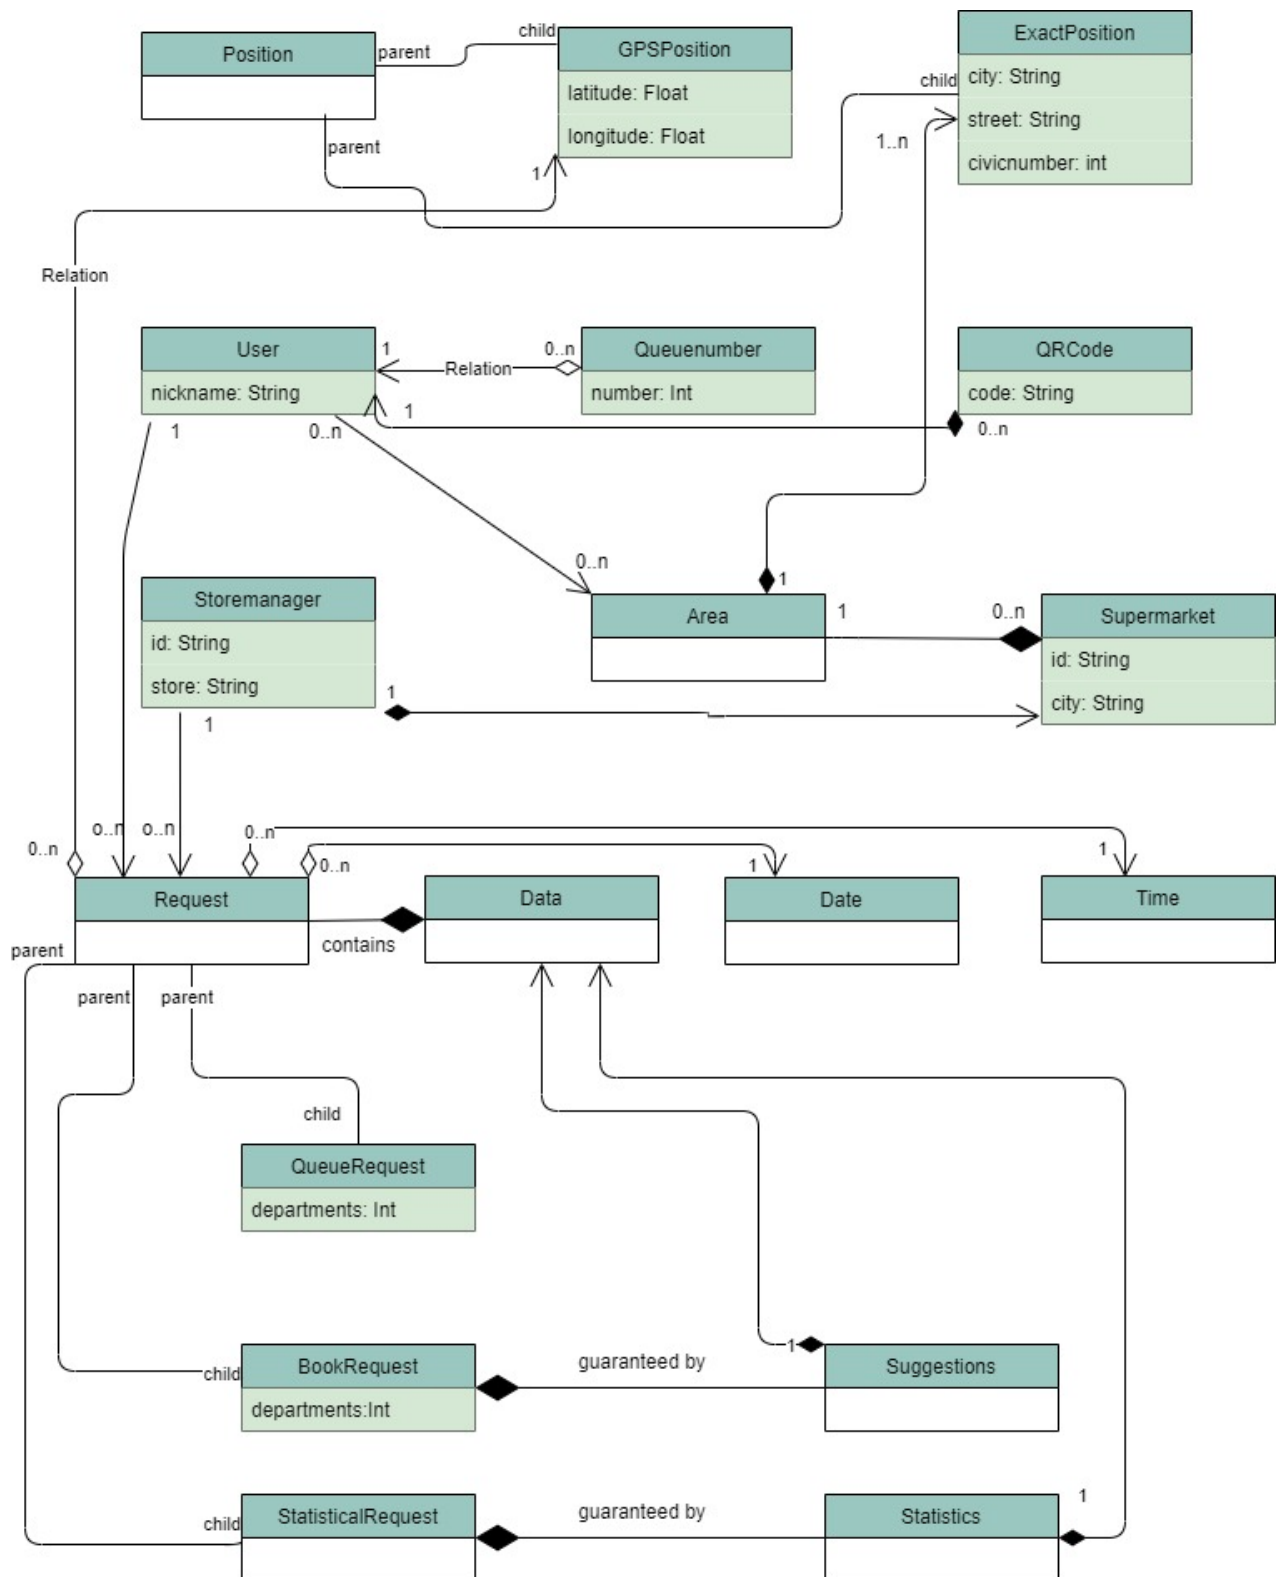 Position
parent
child
GPSPosition
latitude: Float
longitude: Float
ExactPosition
city: String
street: String
civicnumber: int
child
parent
1
1..n
Relation
User
nickname: String
1
Relation
0..n
Queuenumber
number: Int
QRCode
code: String
1
0..n
1
0..n
0..n
1
Storemanager
id: String
store: String
Area
1
0..n
Supermarket
id: String
city: String
1
1
0..n
o..n
o..n
0..n
0..n
1
1
Request
Data
Date
Time
contains
parent
parent
parent
child
QueueRequest
departments: Int
child
BookRequest
departments:Int
guaranteed by
1
Suggestions
child
StatisticalRequest
guaranteed by
Statistics
1